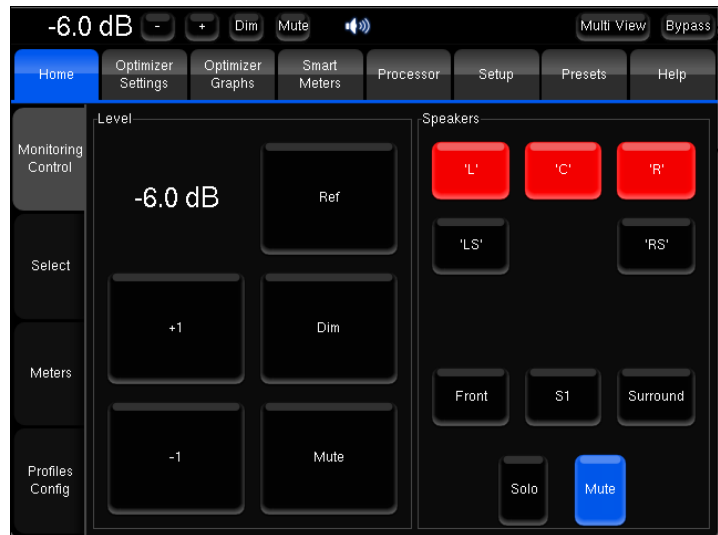 -6.0 dB - + Dim Mute Multi View Bypass
Home Optimizer Settings Optimizer Graphs Smart Meters Processor Setup Presets Help
Monitoring
Control
Select
Meters
Profiles
Config
Level
-6.0 dB
Ref
+1
Dim
-1
Mute
Speakers
'L' 'C' 'R'
'LS' 'RS'
Front S1 Surround
Solo Mute